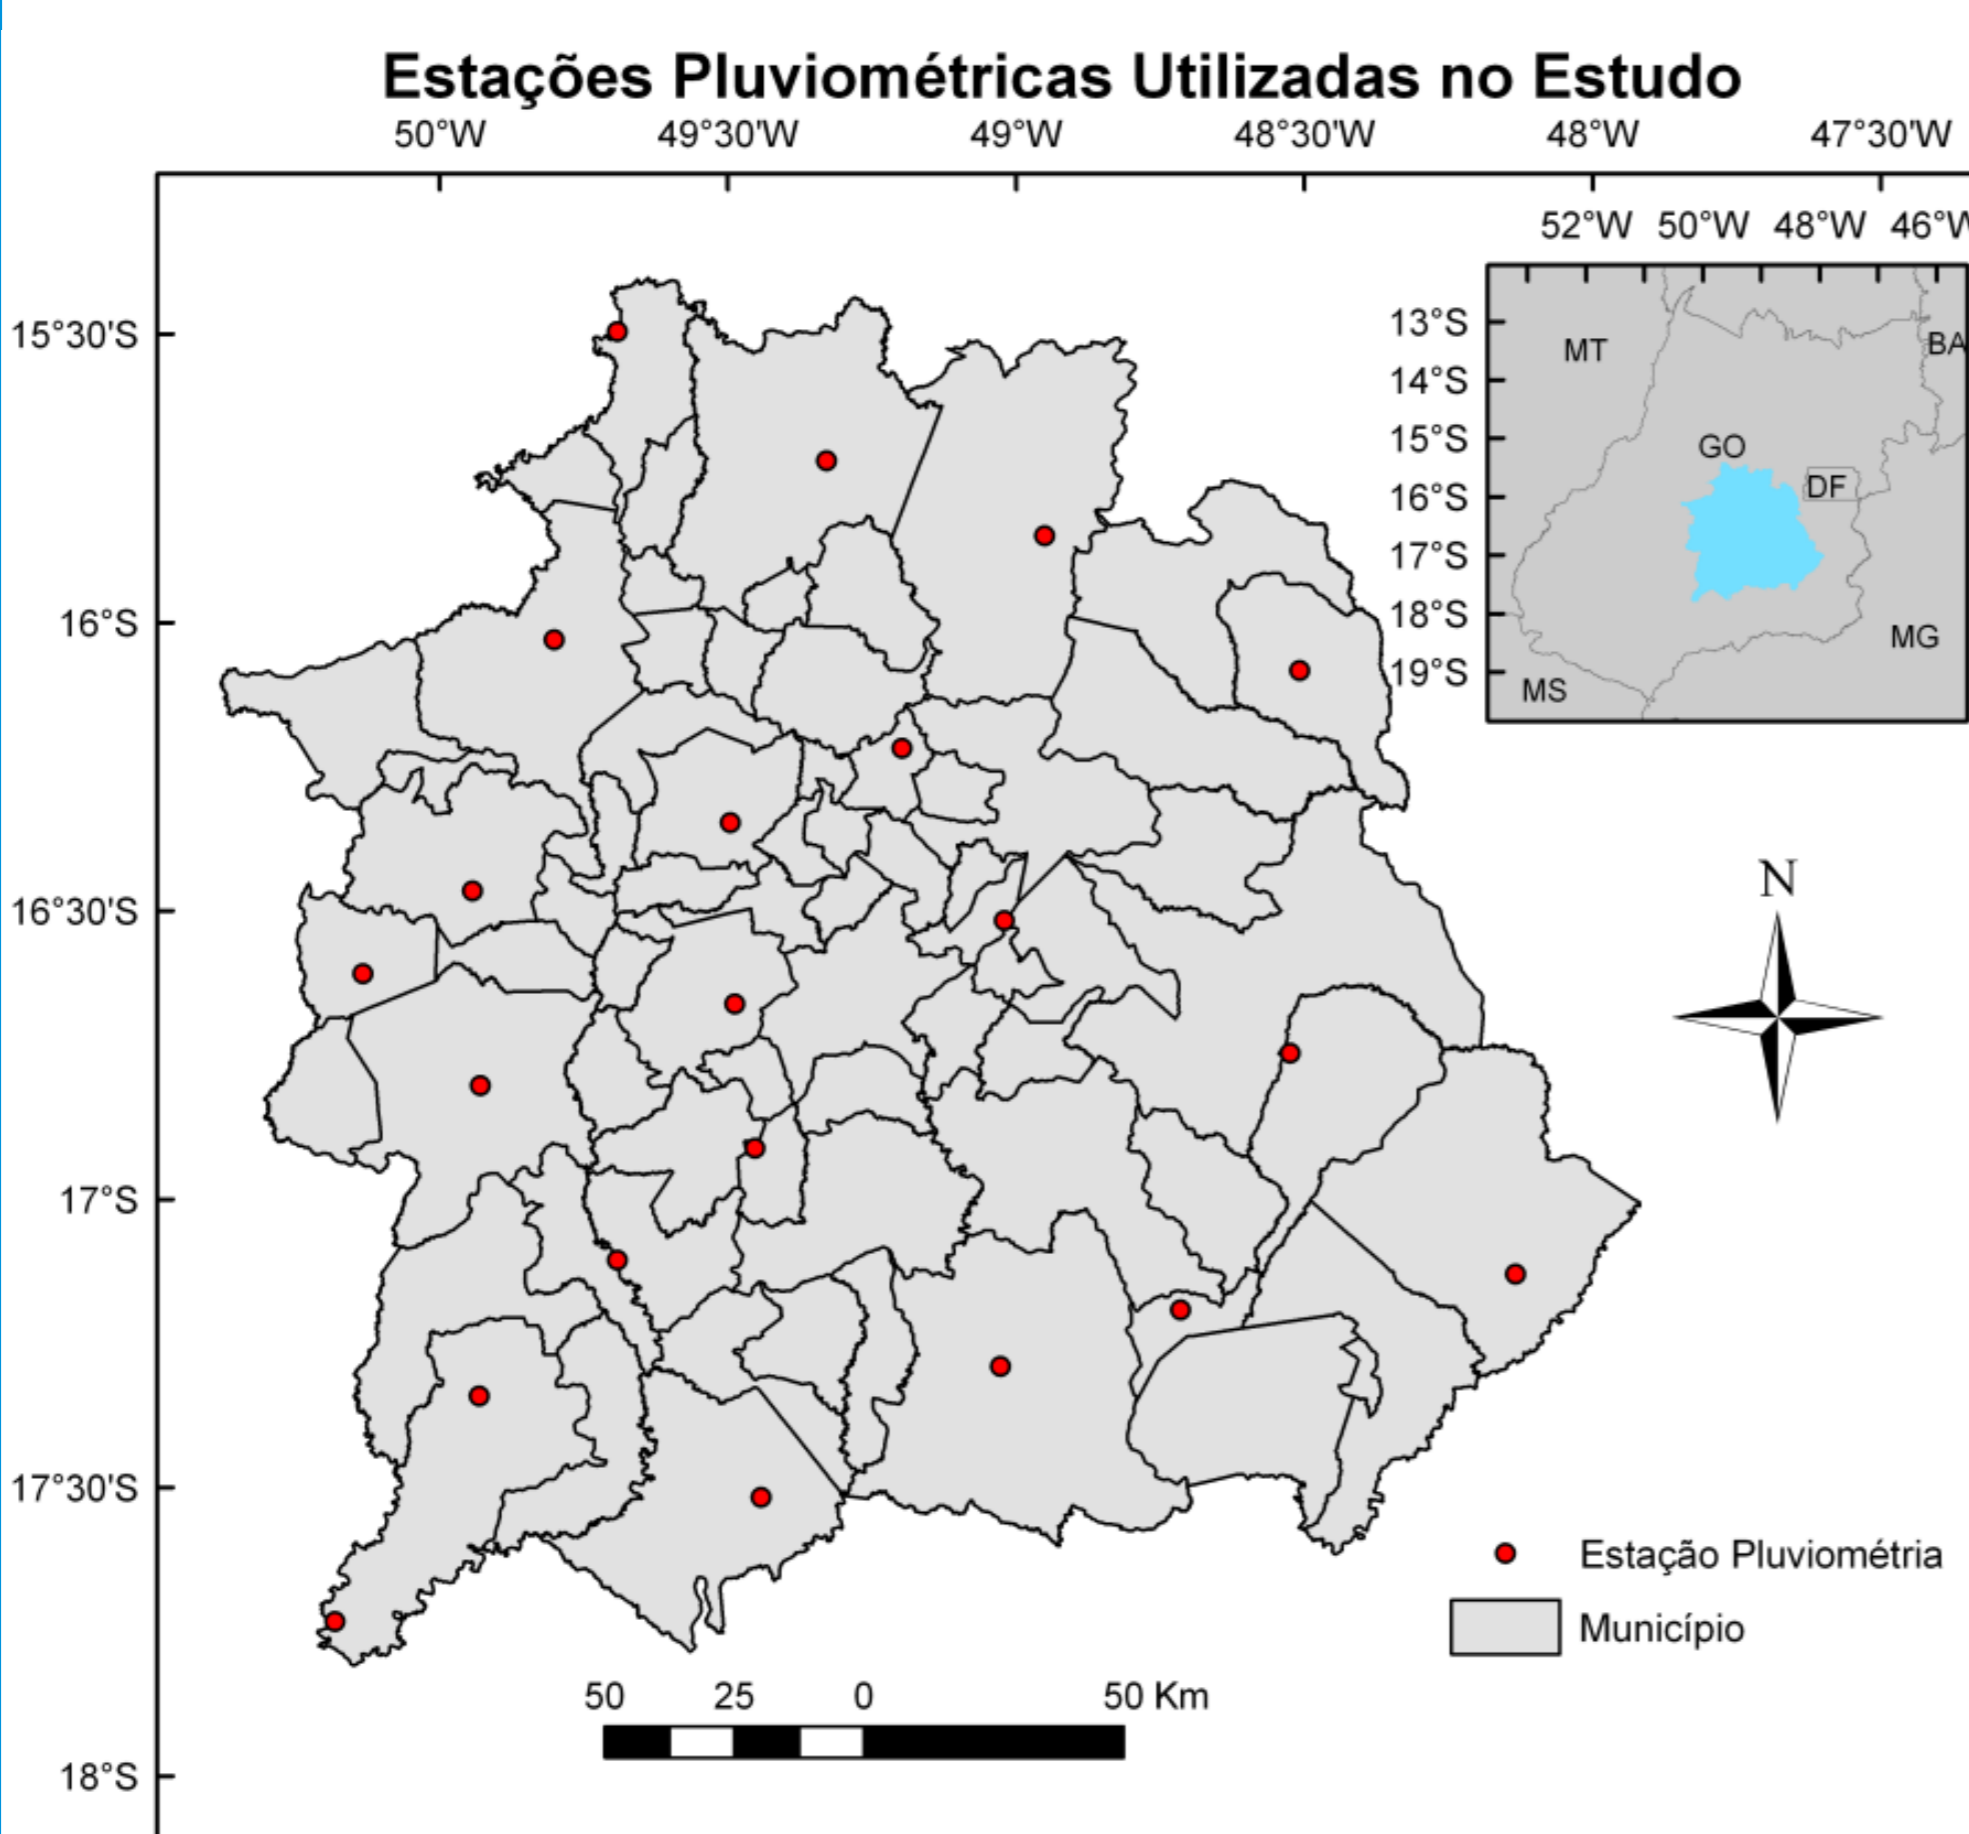 Estações Pluviométricas Utilizadas no Estudo
50°W 49°30'W 49°W 48°30'W 48°W 47°30'W
52°W 50°W 48°W 46°W
15°30'S
16°S
16°30'S
17°S
17°30'S
18°S
13°S
14°S
15°S
16°S
17°S
18°S
19°S
MT
BA
GO
DF
MG
MS
N
Estação Pluviométria
Município
50 25 0 50 Km